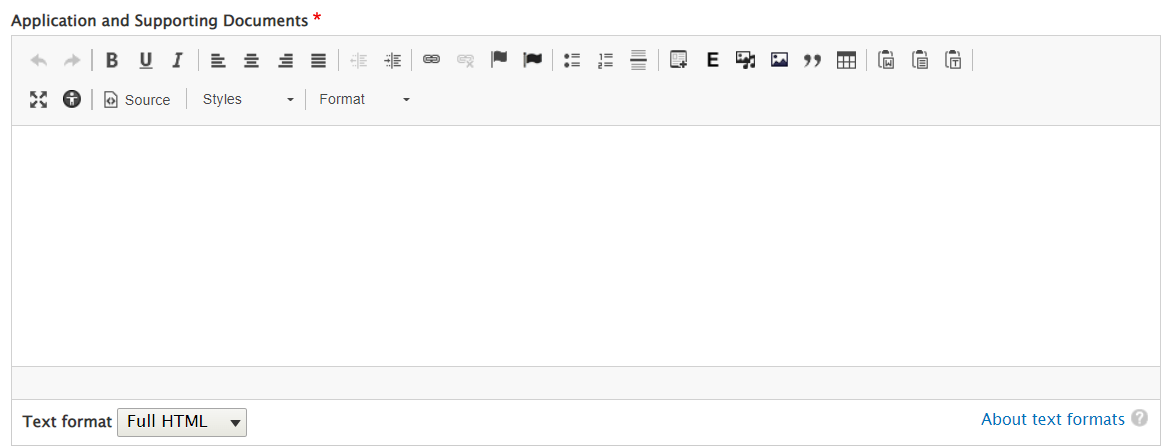 Application and Supporting Documents *
B U I E
Source Styles Format
Text format Full HTML About text formats ?